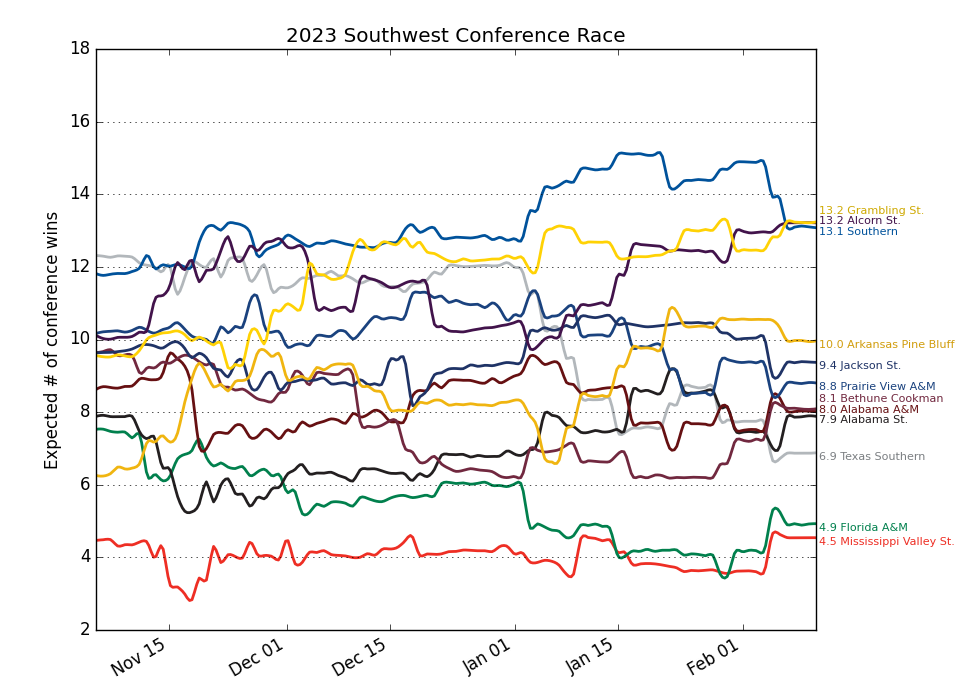 2023 Southwest Conference Race
Expected # of conference wins
18
16
14
12
10
8
6
4
2
Nov 15
Dec 01
Dec 15
Jan 01
Jan 15
Feb 01
13.2 Grambling St.
13.2 Alcorn St.
13.1 Southern
10.0 Arkansas Pine Bluff
9.4 Jackson St.
8.8 Prairie View A&M
8.1 Bethune Cookman
8.0 Alabama A&M
7.9 Alabama St.
6.9 Texas Southern
4.9 Florida A&M
4.5 Mississippi Valley St.